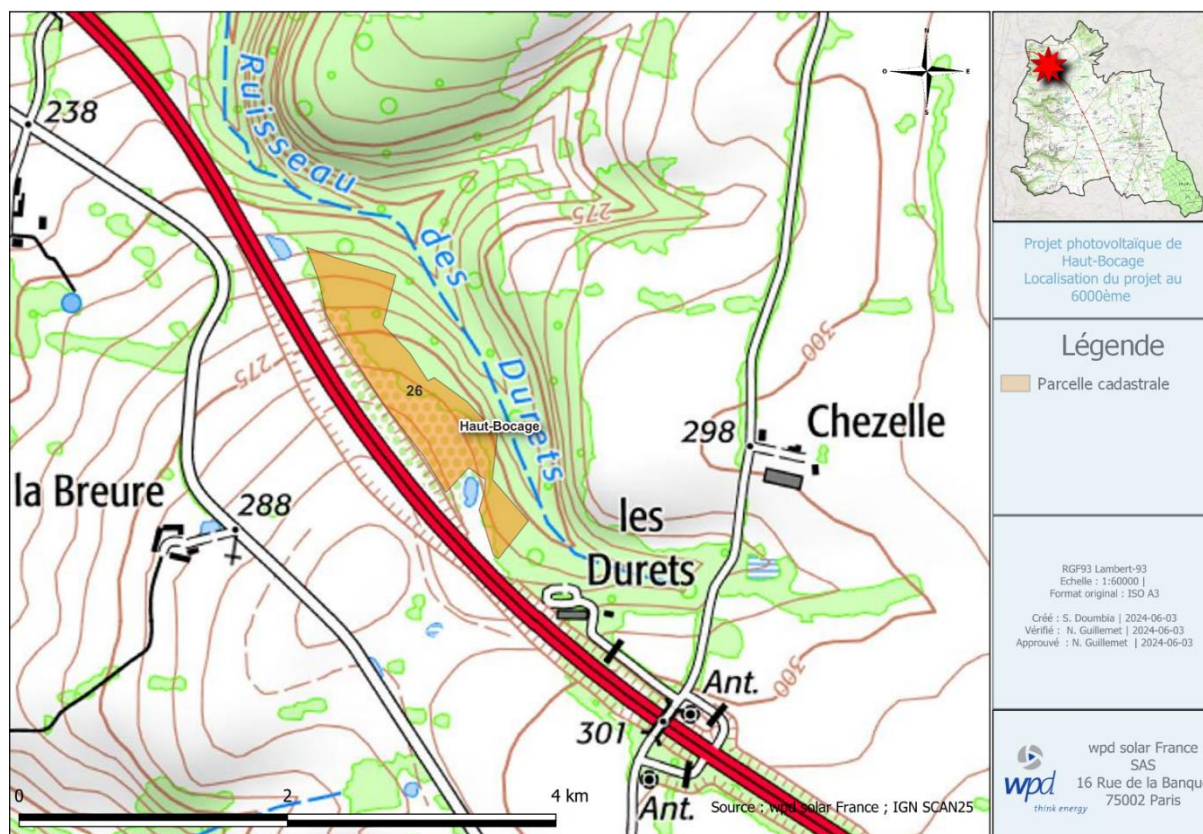 238
Ruisseau
des
Durets
275
275
300
26
Haut-Bocage
298
Chezelle
la Breure
288
les
Durets
300
Ant.
301
Ant.
0 2 4 km
Source : wpd solar France ; IGN SCAN25
N
O
E
S
Projet photovoltaïque de
Haut-Bocage
Localisation du projet au
6000ème
Légende
Parcelle cadastrale
RGF93 Lambert-93
Echelle : 1:60000 |
Format original : ISO A3
Créé : S. Doumbia | 2024-06-03
Vérifié : N. Guillemet | 2024-06-03
Approuvé : N. Guillemet | 2024-06-03
wpd
think energy
wpd solar France
SAS
16 Rue de la Banqu
75002 Paris